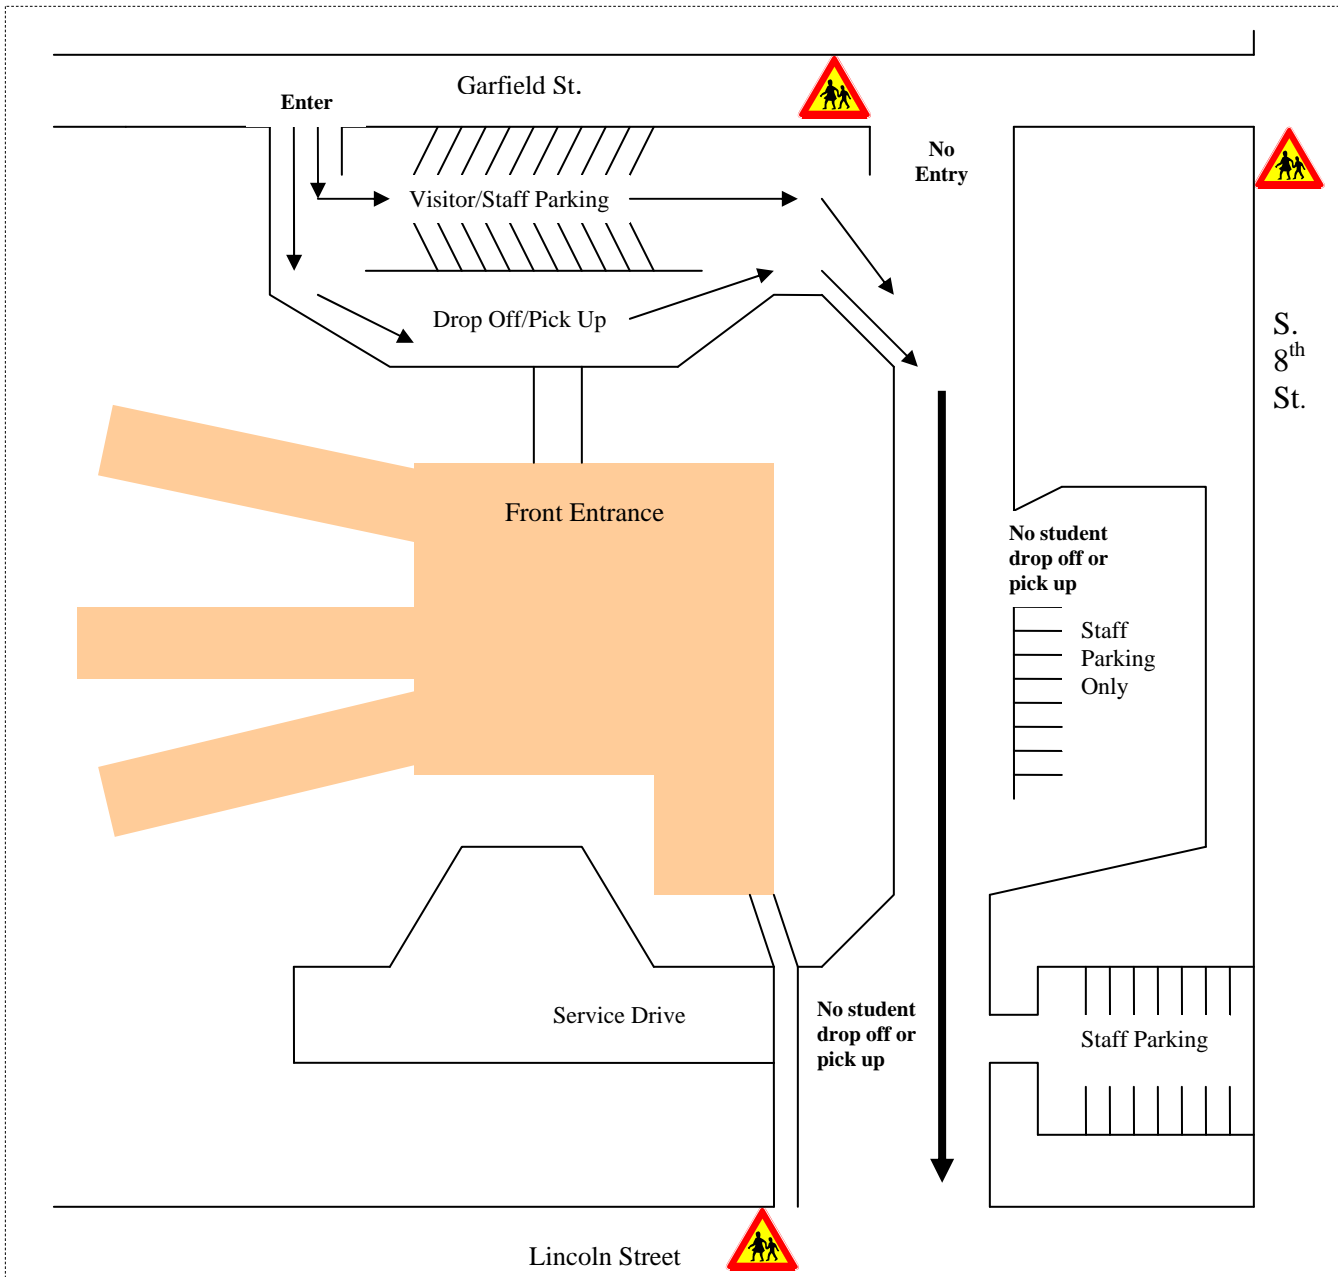 Garfield St.
Enter
No
Entry
Visitor/Staff Parking
Drop Off/Pick Up
S.
8th
St.
Front Entrance
No student
drop off or
pick up
Staff
Parking
Only
Service Drive
No student
drop off or
pick up
Staff Parking
Lincoln Street